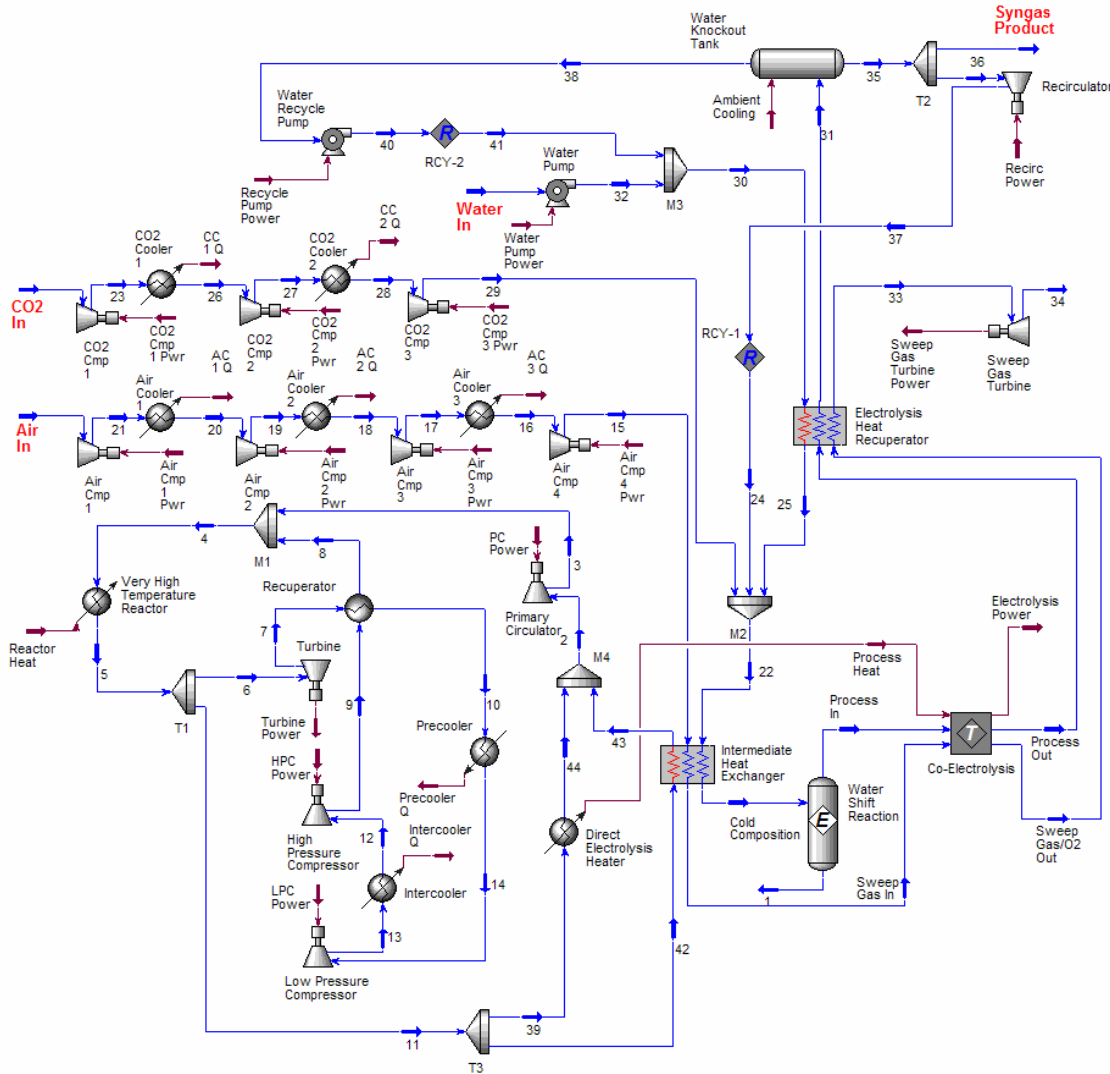 Water
Knockout
Tank
Syngas
Product
38
35
36
T2
Recirculator
Ambient
Cooling
31
Recirc
Power
Water
Recycle
Pump
40
R
41
RCY-2
Recycle
Pump
Power
Water
Pump
Water
In
32
Water
Pump
Power
M3
30
37
CO2
In
23
CO2
Cooler
1
CC
1 Q
26
27
CO2
Cooler
2
CC
2 Q
28
29
CO2
Cmp
1
CO2
Cmp
1 Pwr
CO2
Cmp
2
CO2
Cmp
2
Pwr
CO2
Cmp
3
CO2
Cmp
3 Pwr
RCY-1
R
33
34
Sweep
Gas
Turbine
Power
Sweep
Gas
Turbine
Air
In
21
Air
Cooler
1
AC
1 Q
20
19
Air
Cooler
2
AC
2 Q
18
17
Air
Cooler
3
AC
3 Q
16
15
Air
Cmp
1
Air
Cmp
1
Pwr
Air
Cmp
2
Air
Cmp
2
Pwr
Air
Cmp
3
Air
Cmp
3
Pwr
Air
Cmp
4
Air
Cmp
4 Pwr
Electrolysis
Heat
Recuperator
24
25
4
M1
8
PC
Power
3
Primary
Circulator
2
Very High
Temperature
Reactor
Reactor
Heat
Recuperator
7
Turbine
5
6
T1
9
10
Turbine
Power
HPC
Power
High
Pressure
Compressor
Precooler
Precooler
Q
12
Intercooler
Q
Intercooler
14
LPC
Power
13
Low Pressure
Compressor
M4
M2
22
Electrolysis
Power
Process
Heat
Process
In
43
44
Intermediate
Heat
Exchanger
T
Co-Electrolysis
Process
Out
Direct
Electrolysis
Heater
Cold
Composition
E
Water
Shift
Reaction
Sweep
Gas/O2
Out
1
Sweep
Gas In
42
11
39
T3